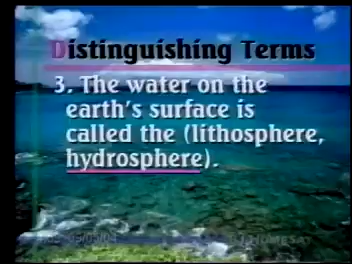 Distinguishing Terms
3. The water on the
earth's surface is
called the (lithosphere,
hydrosphere).